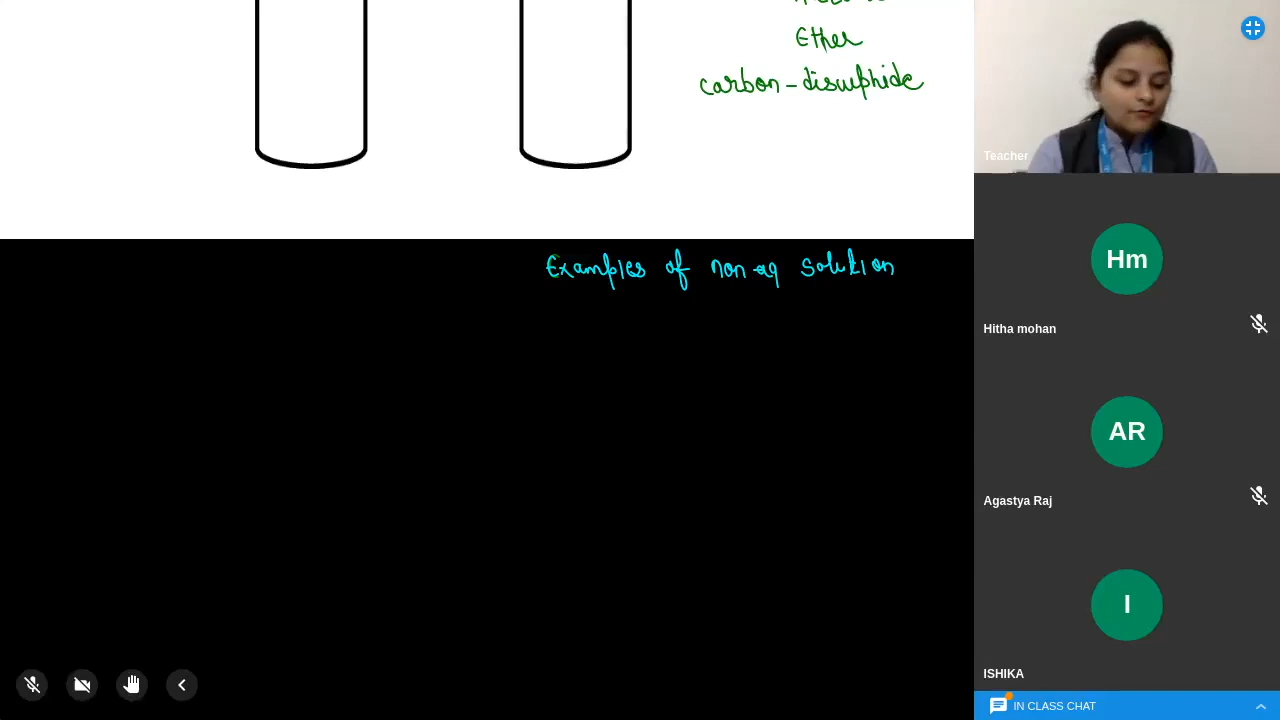 Ether
carbon-disulphide
Teacher
Examples of non-aq solution
Hm
Hitha mohan
AR
Agastya Raj
I
ISHIKA
IN CLASS CHAT